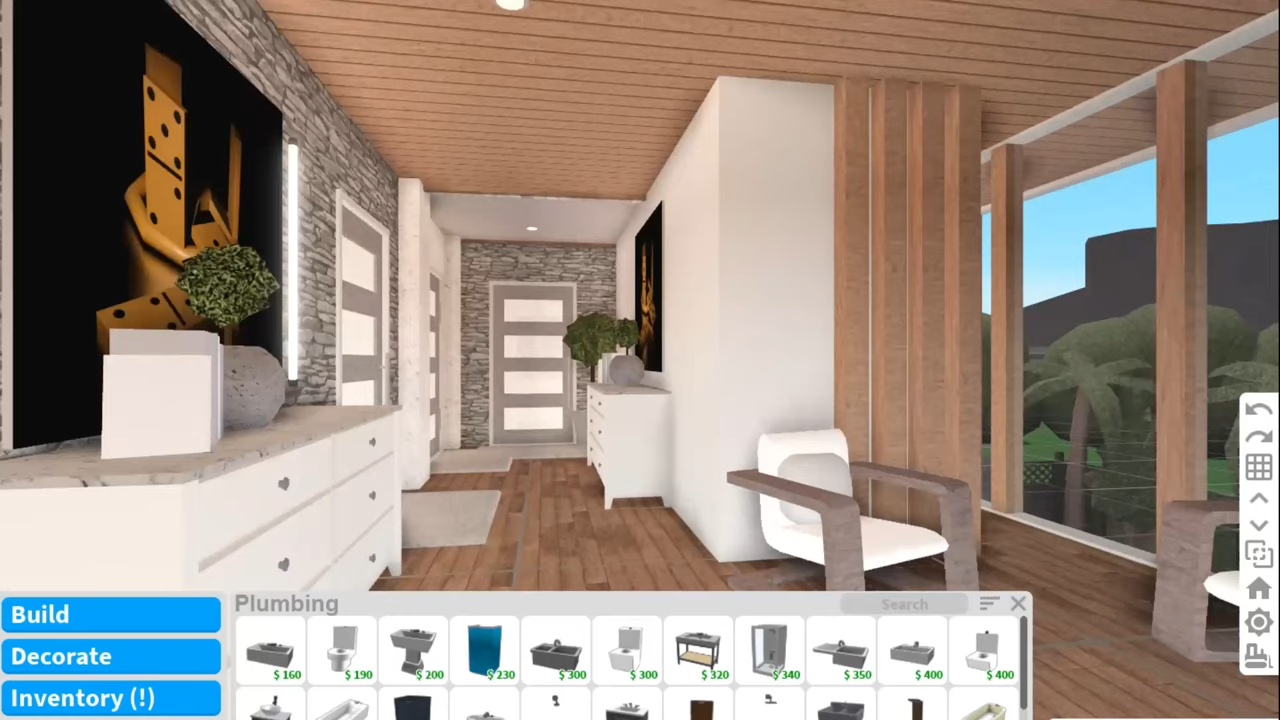 Build
Decorate
Inventory (!)
Plumbing
Search
$ 160
$ 190
$ 200
$ 230
$ 300
$ 300
$ 320
$ 340
$ 350
$ 400
$ 400